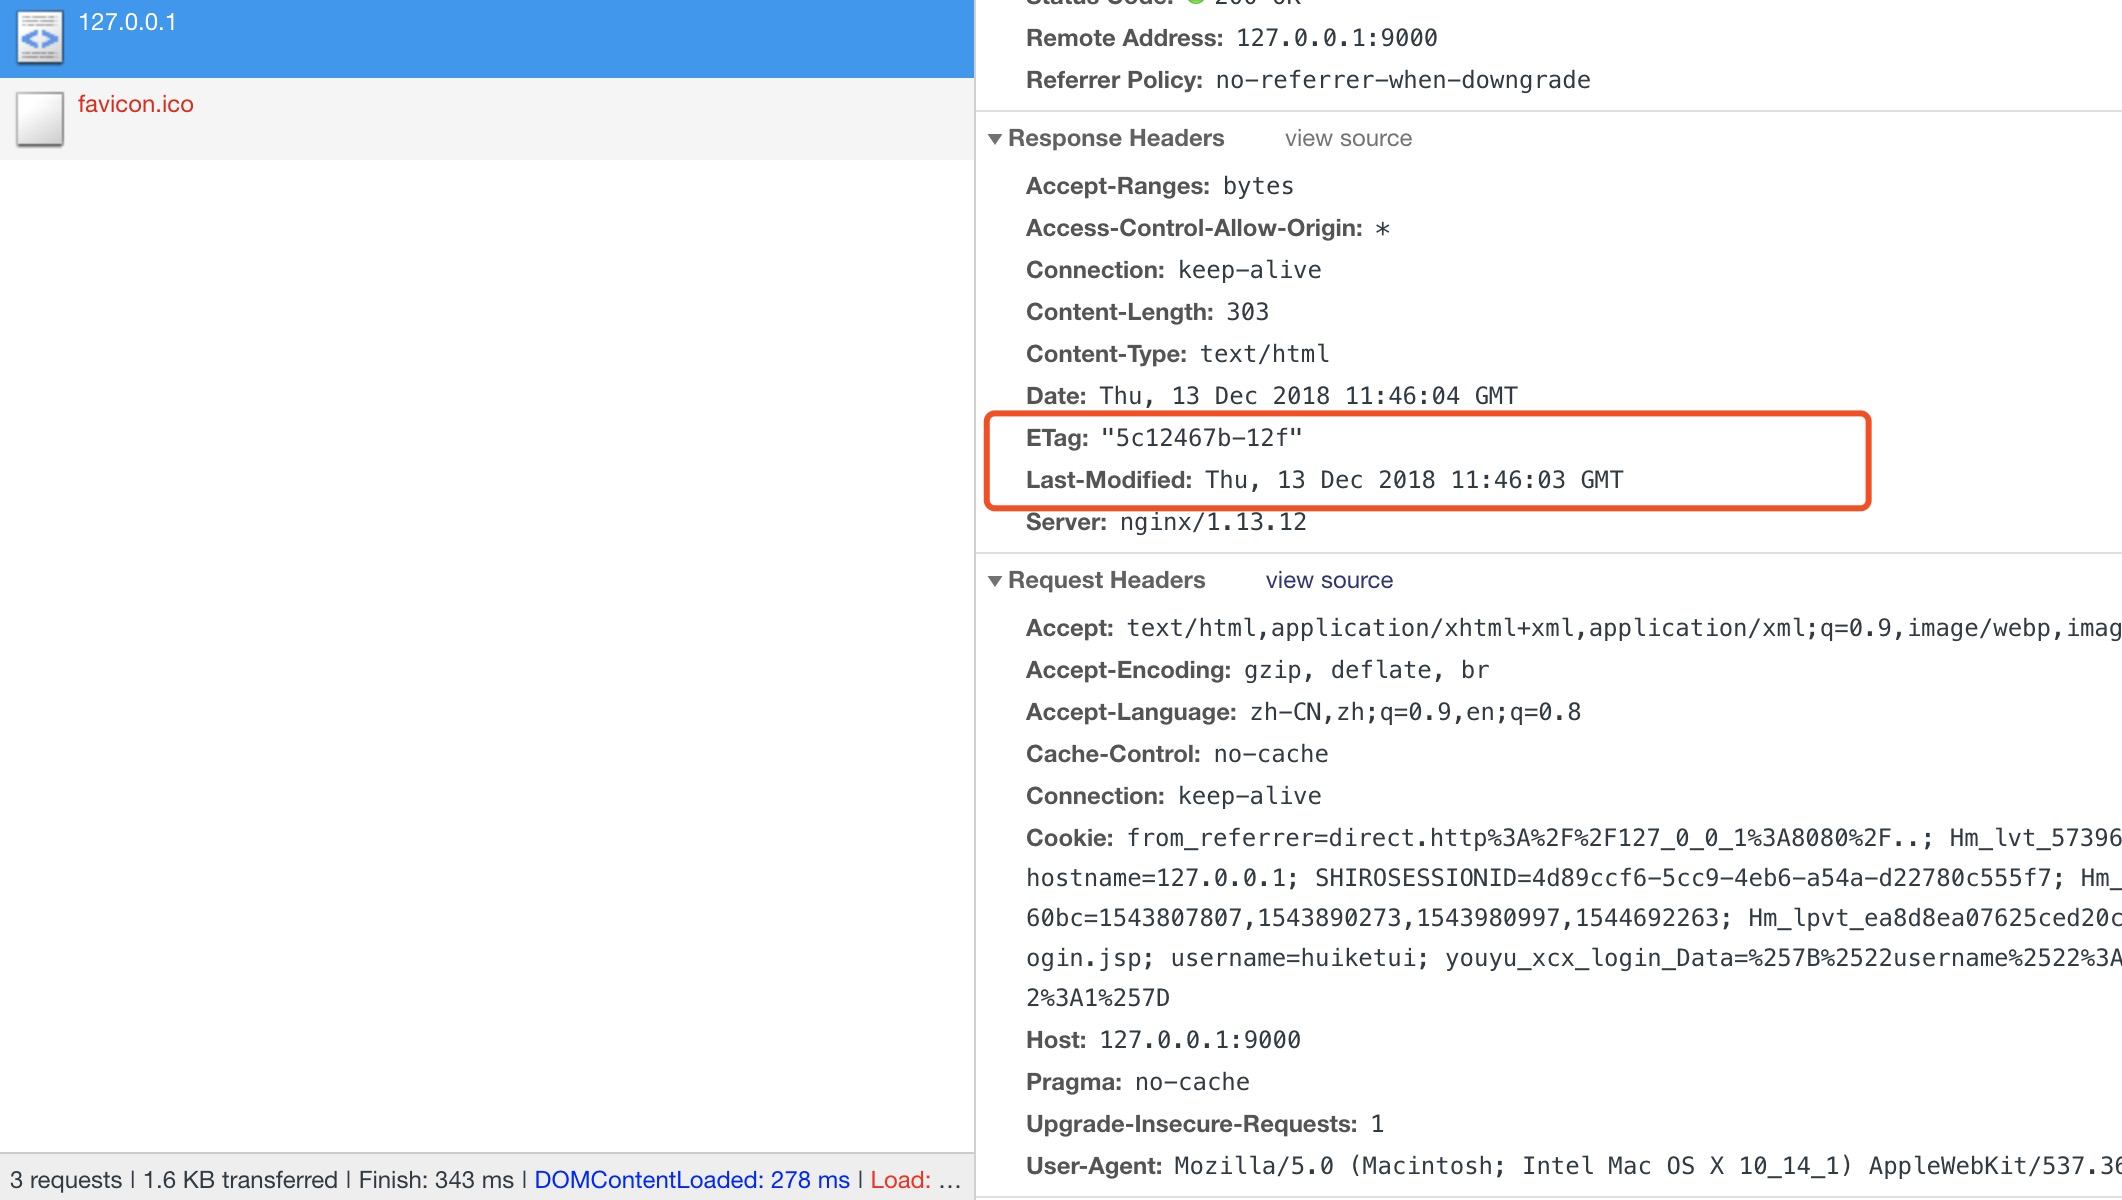 127.0.0.1
favicon.ico
3 requests | 1.6 KB transferred | Finish: 343 ms | DOMContentLoaded: 278 ms | Load: …
Status Code: 200 OK
Remote Address: 127.0.0.1:9000
Referrer Policy: no-referrer-when-downgrade
Response Headers view source
Accept-Ranges: bytes
Access-Control-Allow-Origin: *
Connection: keep-alive
Content-Length: 303
Content-Type: text/html
Date: Thu, 13 Dec 2018 11:46:04 GMT
ETag: "5c12467b-12f"
Last-Modified: Thu, 13 Dec 2018 11:46:03 GMT
Server: nginx/1.13.12
Request Headers view source
Accept: text/html,application/xhtml+xml,application/xml;q=0.9,image/webp,imag
Accept-Encoding: gzip, deflate, br
Accept-Language: zh-CN,zh;q=0.9,en;q=0.8
Cache-Control: no-cache
Connection: keep-alive
Cookie: from_referrer=direct.http%3A%2F%2F127_0_0_1%3A8080%2F..; Hm_lvt_57396
hostname=127.0.0.1; SHIROSESSIONID=4d89ccf6-5cc9-4eb6-a54a-d22780c555f7; Hm_
60bc=1543807807,1543890273,1543980997,1544692263; Hm_lpvt_ea8d8ea07625ced20c
ogin.jsp; username=huiketui; youyu_xcx_login_Data=%257B%2522username%2522%3A
2%3A1%257D
Host: 127.0.0.1:9000
Pragma: no-cache
Upgrade-Insecure-Requests: 1
User-Agent: Mozilla/5.0 (Macintosh; Intel Mac OS X 10_14_1) AppleWebKit/537.36